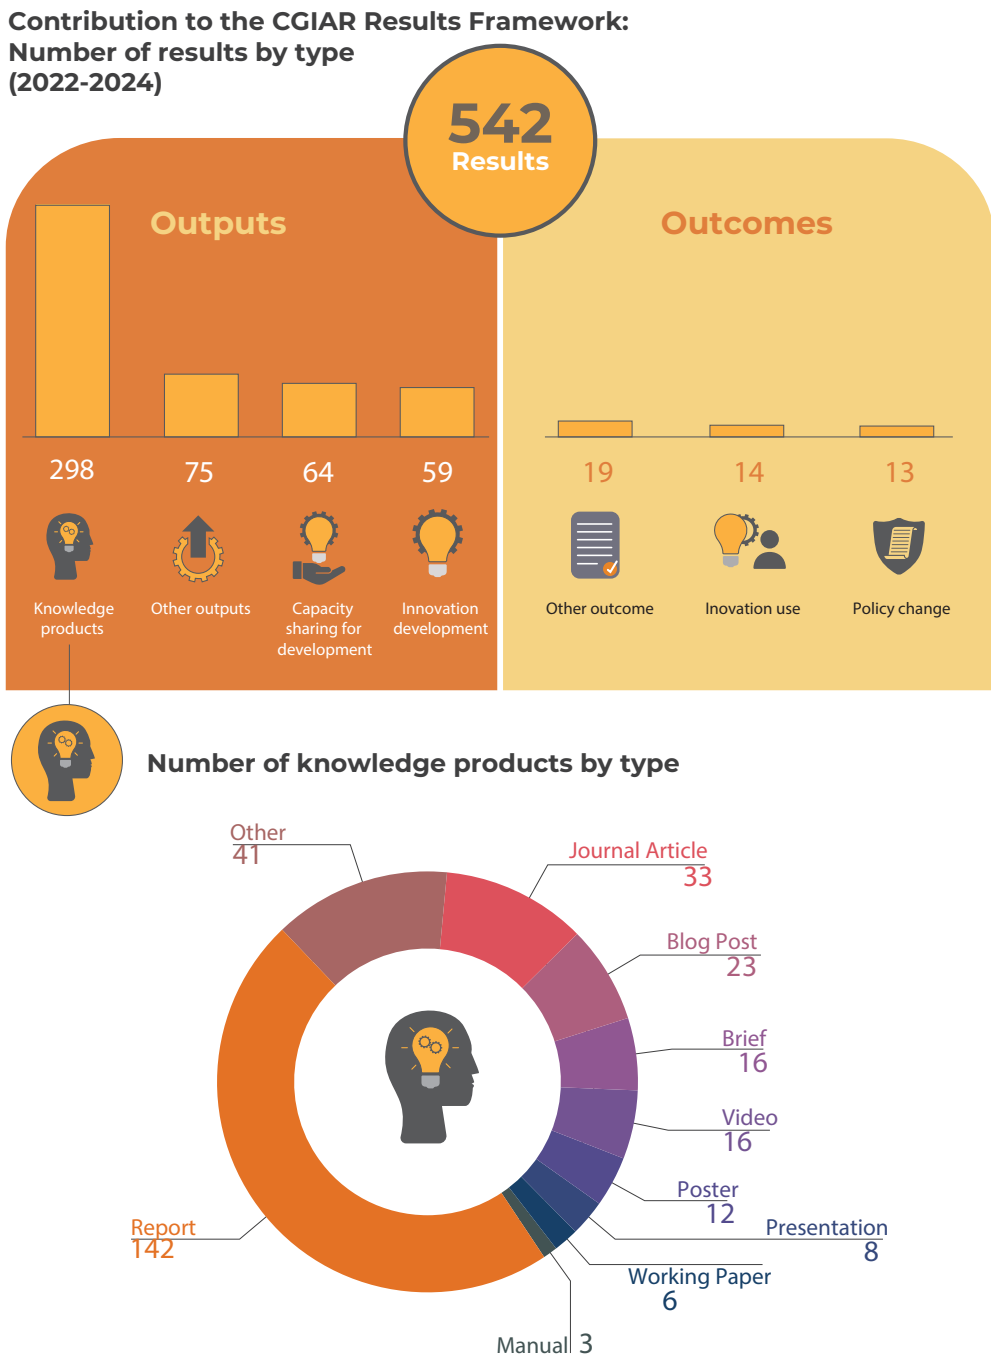 Contribution to the CGIAR Results Framework:
Number of results by type
(2022-2024)
542
Results
Outputs
Outcomes
298
75
64
59
19
14
13
Knowledge
products
Other outputs
Capacity
sharing for
development
Innovation
development
Other outcome
Inovation use
Policy change
Number of knowledge products by type
Other
41
Journal Article
33
Blog Post
23
Brief
16
Video
16
Poster
12
Presentation
8
Working Paper
6
Manual 3
Report
142